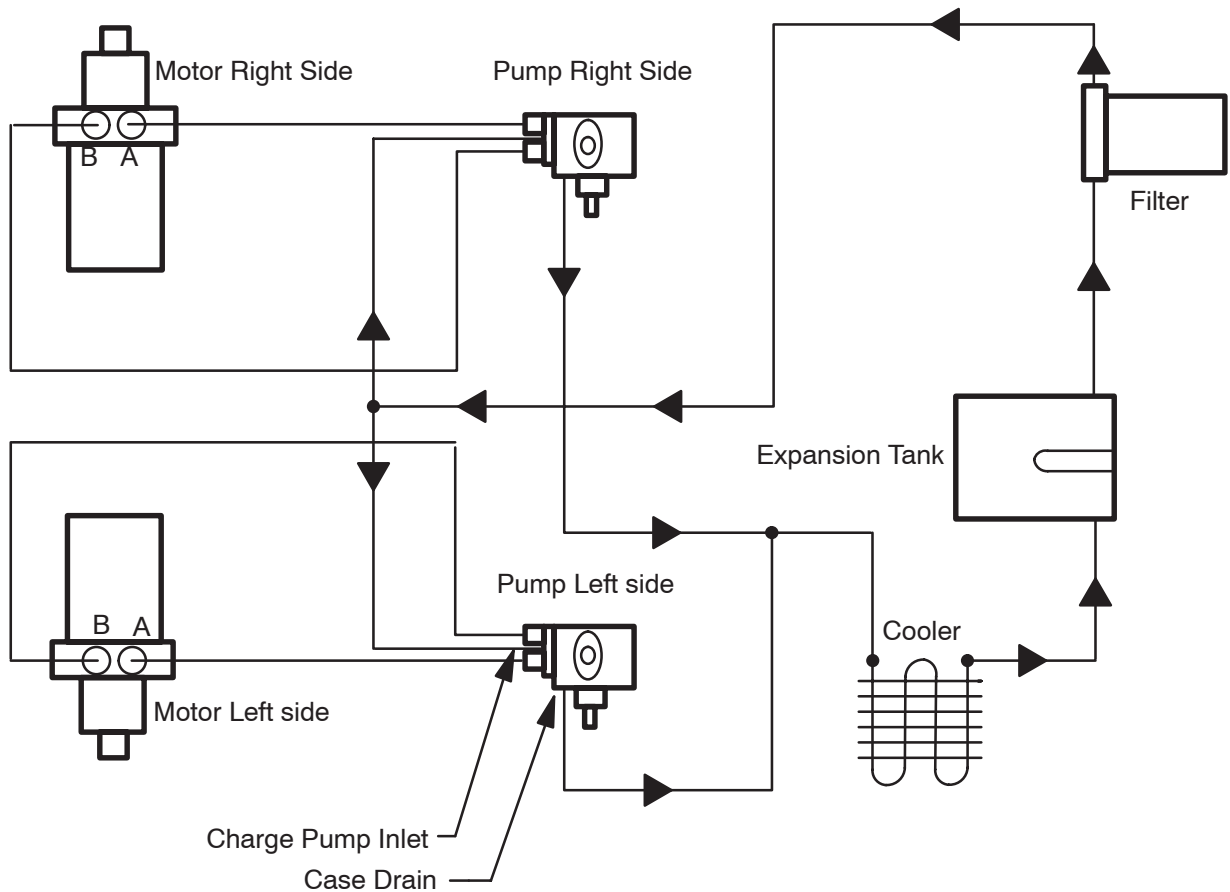 Motor Right Side
Pump Right Side
B A
Filter
Expansion Tank
Pump Left side
B A
Cooler
Motor Left side
Charge Pump Inlet
Case Drain